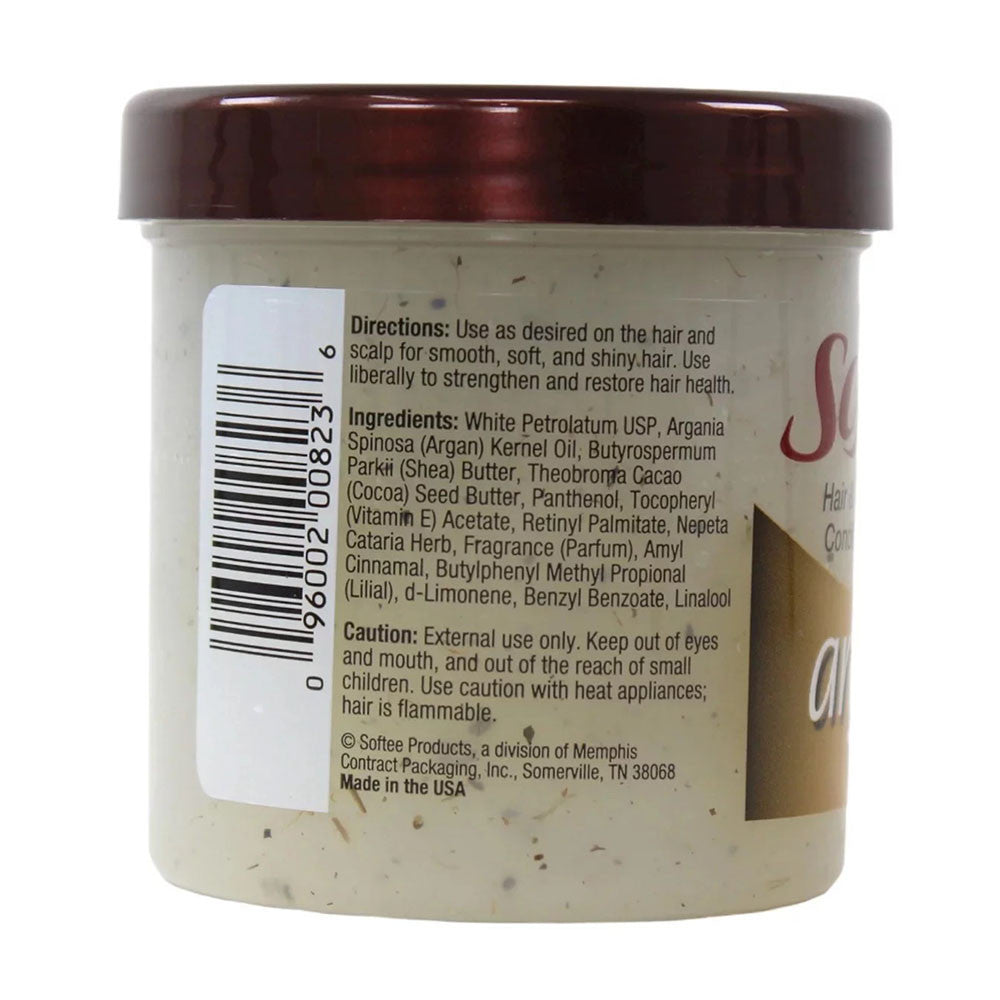 Directions: Use as desired on the hair and
scalp for smooth, soft, and shiny hair. Use
liberally to strengthen and restore hair health.
Ingredients: White Petrolatum USP, Argania
Spinosa (Argan) Kernel Oil, Butyrospermum
Parkii (Shea) Butter, Theobroma Cacao
(Cocoa) Seed Butter, Panthenol, Tocopheryl
(Vitamin E) Acetate, Retinyl Palmitate, Nepeta
Cataria Herb, Fragrance (Parfum), Amyl
Cinnamal, Butylphenyl Methyl Propional
(Lilial), d-Limonene, Benzyl Benzoate, Linalool
Caution: External use only. Keep out of eyes
and mouth, and out of the reach of small
children. Use caution with heat appliances;
hair is flammable.
© Softee Products, a division of Memphis
Contract Packaging, Inc., Somerville, TN 38068
Made in the USA
0 96002 00823 6
Hair